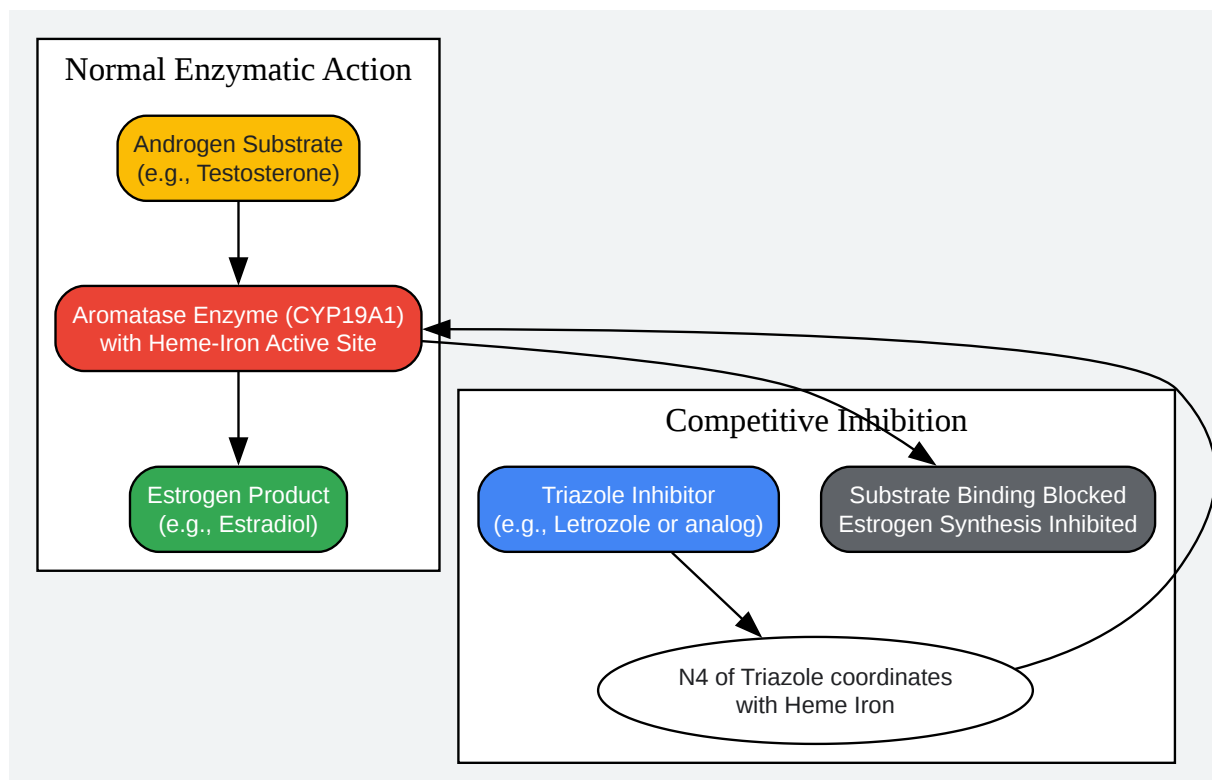 Normal Enzymatic Action
Androgen Substrate
(e.g., Testosterone)
Aromatase Enzyme (CYP19A1)
with Heme-Iron Active Site
Estrogen Product
(e.g., Estradiol)
Competitive Inhibition
Triazole Inhibitor
(e.g., Letrozole or analog)
Substrate Binding Blocked
Estrogen Synthesis Inhibited
N4 of Triazole coordinates
with Heme Iron